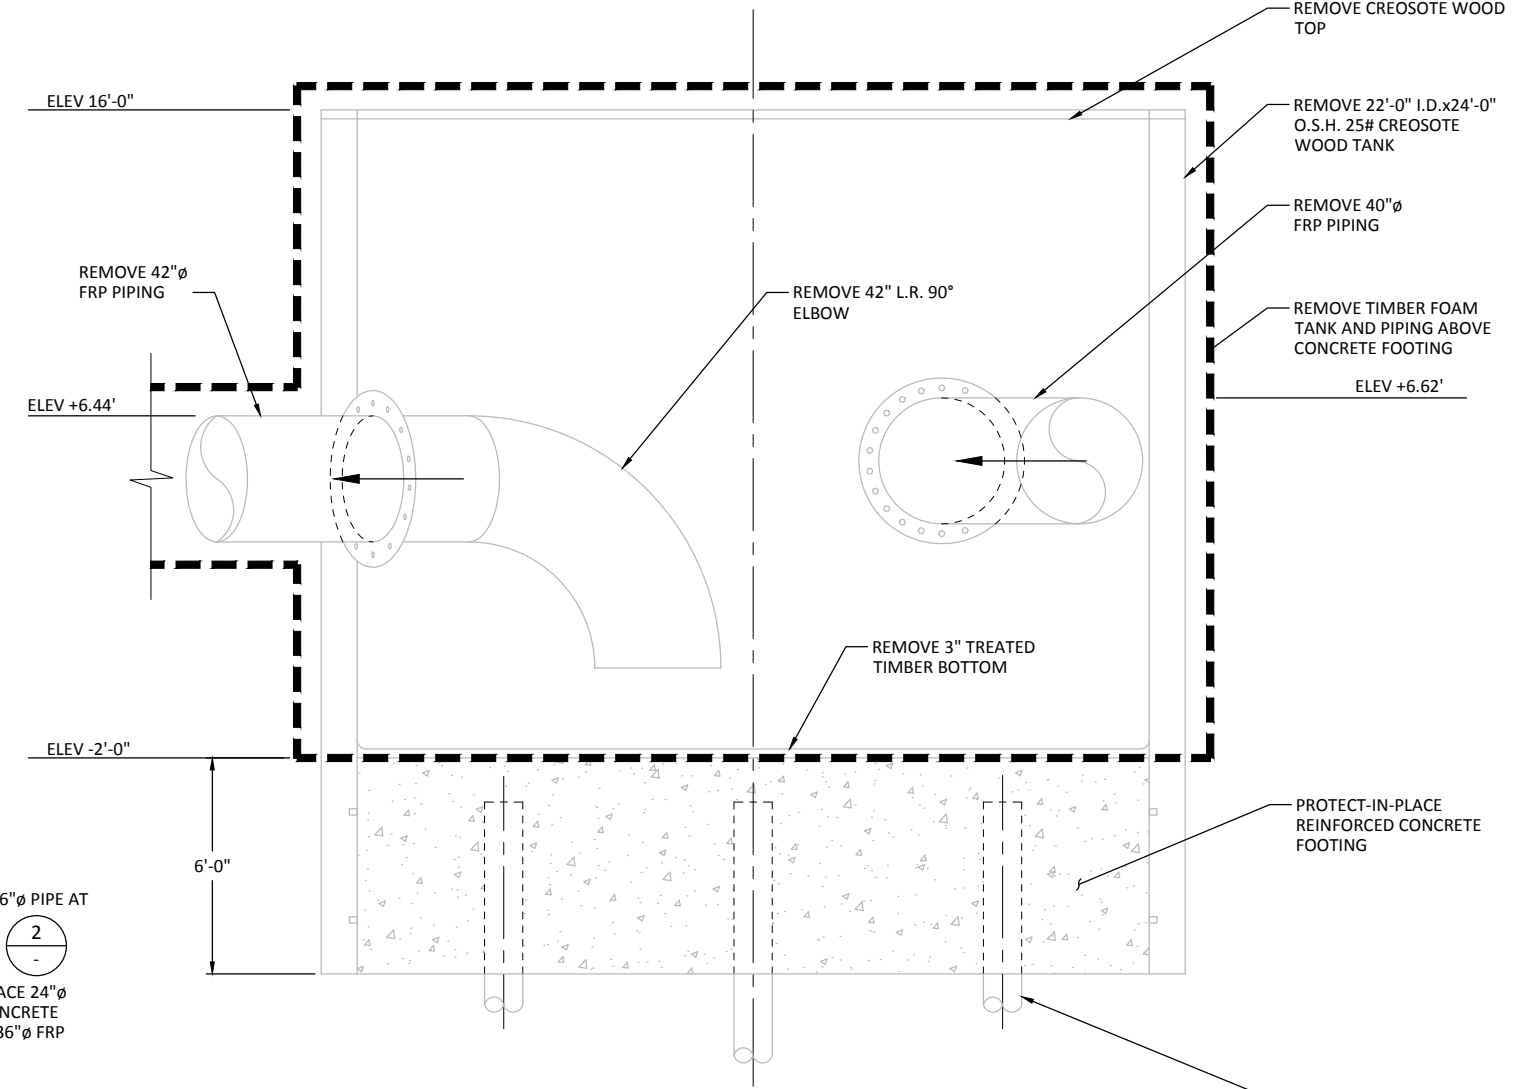 REMOVE CREOSOTE WOOD
TOP
ELEV 16'-0"
REMOVE 22'-0" I.D.x24'-0"
O.S.H. 25# CREOSOTE
WOOD TANK
REMOVE 40"ø
FRP PIPING
REMOVE 42"ø
FRP PIPING
REMOVE 42" L.R. 90°
ELBOW
REMOVE TIMBER FOAM
TANK AND PIPING ABOVE
CONCRETE FOOTING
ELEV +6.62'
ELEV +6.44'
REMOVE 3" TREATED
TIMBER BOTTOM
ELEV -2'-0"
PROTECT-IN-PLACE
REINFORCED CONCRETE
FOOTING
6'-0"
6"ø PIPE AT
2
-
ACE 24"ø
NCRETE
36"ø FRP